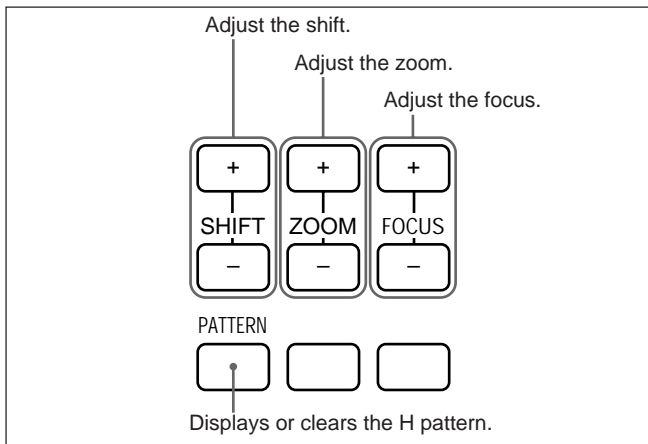 Adjust the shift.
Adjust the zoom.
Adjust the focus.
+ + +
SHIFT ZOOM FOCUS
– – –
PATTERN
Displays or clears the H pattern.